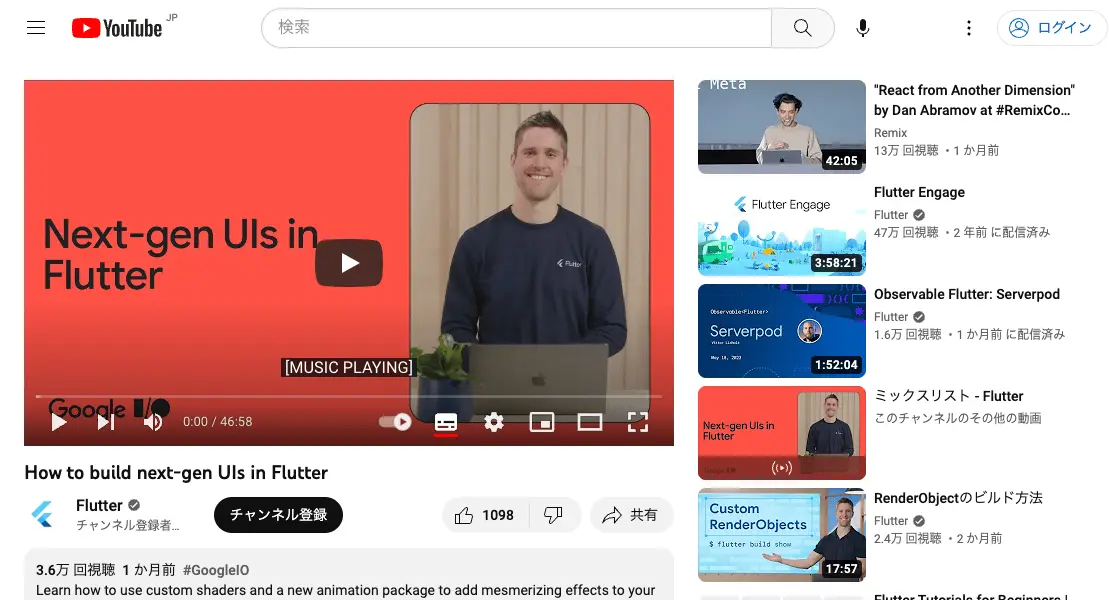 YouTube JP
検索
ログイン
Next-gen UIs in
Flutter
Flutter
[MUSIC PLAYING]
Google I/O
0:00 / 46:58
How to build next-gen UIs in Flutter
Flutter
チャンネル登録者...
チャンネル登録
1098
共有
3.6万 回視聴 1 か月前 #GoogleIO
Learn how to use custom shaders and a new animation package to add mesmerizing effects to your
Meta
42:05
"React from Another Dimension"
by Dan Abramov at #RemixCo...
Remix
13万 回視聴 ・1 か月前
Flutter Engage
3:58:21
Flutter Engage
Flutter
47万 回視聴 ・2 年前 に配信済み
Observable<Flutter>
Serverpod
Viktor Lidholt
May 18, 2023
1:52:04
Observable Flutter: Serverpod
Flutter
1.6万 回視聴 ・1 か月前 に配信済み
Next-gen UIs in
Flutter
ミックスリスト - Flutter
このチャンネルのその他の動画
Custom
RenderObjects
$ flutter build show
17:57
RenderObjectのビルド方法
Flutter
2.4万 回視聴 ・2 か月前
Flutter Tutorials for Beginners |